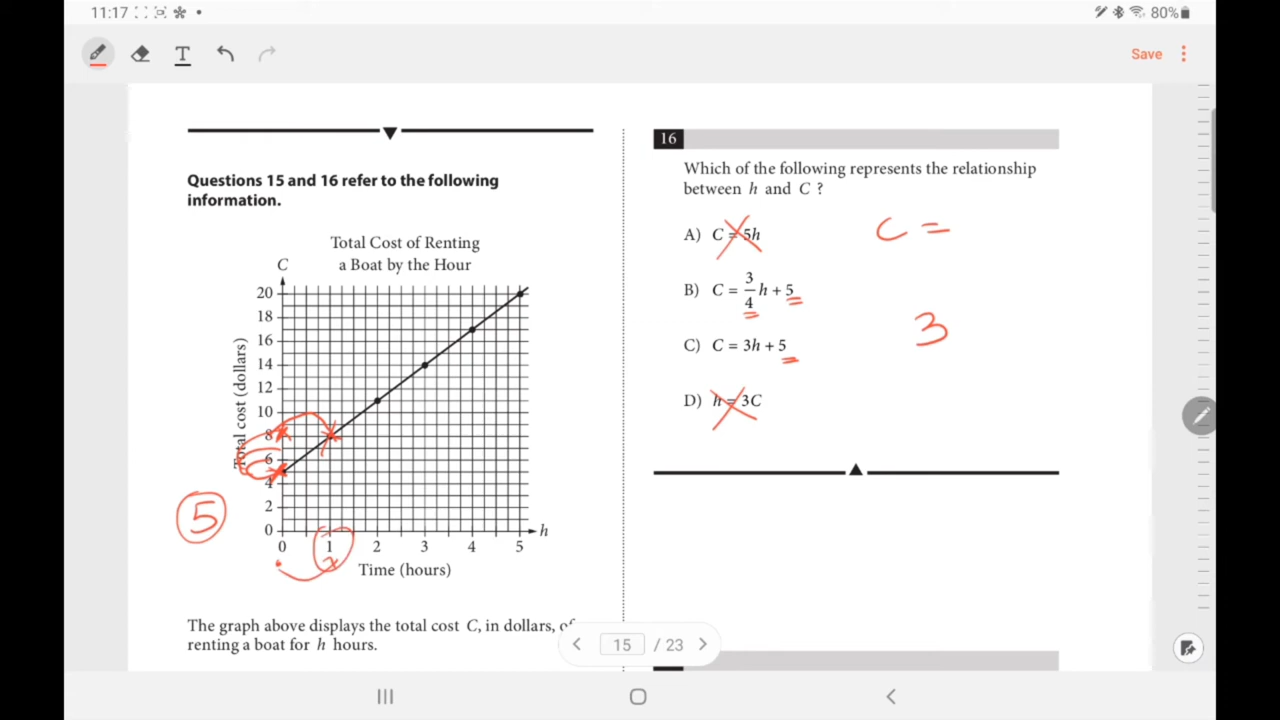 11:17
80%
T
Save
Questions 15 and 16 refer to the following
information.
Total Cost of Renting
a Boat by the Hour
C
20
18
16
14
12
10
8
6
4
2
0
Total cost (dollars)
0 1 2 3 4 5
h
Time (hours)
5
The graph above displays the total cost C, in dollars, of
renting a boat for h hours.
16
Which of the following represents the relationship
between h and C ?
A) C = 5h
B) C = 3/4 h + 5
C) C = 3h + 5
D) h = 3C
C =
3
15 / 23